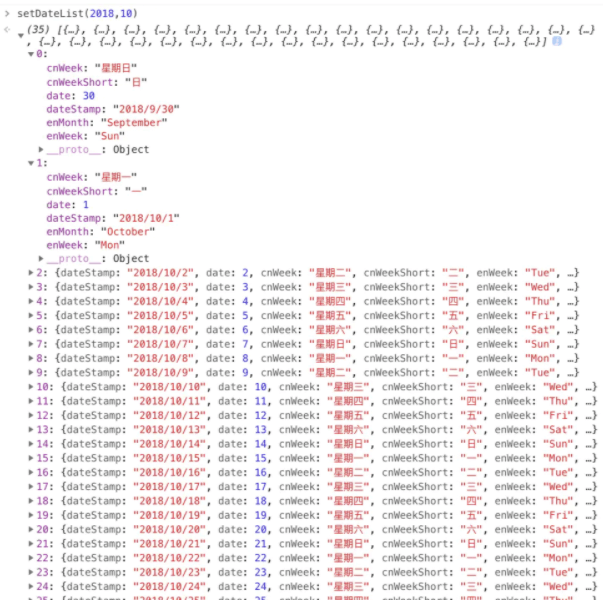 > setDateList(2018,10)
(35) [{…}, {…}, {…}, {…}, {…}, {…}, {…}, {…}, {…}, {…}, {…}, {…}, {…}, {…}, {…}, {…}, {…}
, {…}, {…}, {…}, {…}, {…}, {…}, {…}, {…}, {…}, {…}, {…}, {…}, {…}, {…}, {…}, {…}, {…}, {…}]
▼0:
cnWeek: "星期日"
cnWeekShort: "日"
date: 30
dateStamp: "2018/9/30"
enMonth: "September"
enWeek: "Sun"
▶__proto__: Object
▼1:
cnWeek: "星期一"
cnWeekShort: "一"
date: 1
dateStamp: "2018/10/1"
enMonth: "October"
enWeek: "Mon"
▶__proto__: Object
▶2: {dateStamp: "2018/10/2", date: 2, cnWeek: "星期二", cnWeekShort: "二", enWeek: "Tue", …}
▶3: {dateStamp: "2018/10/3", date: 3, cnWeek: "星期三", cnWeekShort: "三", enWeek: "Wed", …}
▶4: {dateStamp: "2018/10/4", date: 4, cnWeek: "星期四", cnWeekShort: "四", enWeek: "Thu", …}
▶5: {dateStamp: "2018/10/5", date: 5, cnWeek: "星期五", cnWeekShort: "五", enWeek: "Fri", …}
▶6: {dateStamp: "2018/10/6", date: 6, cnWeek: "星期六", cnWeekShort: "六", enWeek: "Sat", …}
▶7: {dateStamp: "2018/10/7", date: 7, cnWeek: "星期日", cnWeekShort: "日", enWeek: "Sun", …}
▶8: {dateStamp: "2018/10/8", date: 8, cnWeek: "星期一", cnWeekShort: "一", enWeek: "Mon", …}
▶9: {dateStamp: "2018/10/9", date: 9, cnWeek: "星期二", cnWeekShort: "二", enWeek: "Tue", …}
▶10: {dateStamp: "2018/10/10", date: 10, cnWeek: "星期三", cnWeekShort: "三", enWeek: "Wed", …}
▶11: {dateStamp: "2018/10/11", date: 11, cnWeek: "星期四", cnWeekShort: "四", enWeek: "Thu", …}
▶12: {dateStamp: "2018/10/12", date: 12, cnWeek: "星期五", cnWeekShort: "五", enWeek: "Fri", …}
▶13: {dateStamp: "2018/10/13", date: 13, cnWeek: "星期六", cnWeekShort: "六", enWeek: "Sat", …}
▶14: {dateStamp: "2018/10/14", date: 14, cnWeek: "星期日", cnWeekShort: "日", enWeek: "Sun", …}
▶15: {dateStamp: "2018/10/15", date: 15, cnWeek: "星期一", cnWeekShort: "一", enWeek: "Mon", …}
▶16: {dateStamp: "2018/10/16", date: 16, cnWeek: "星期二", cnWeekShort: "二", enWeek: "Tue", …}
▶17: {dateStamp: "2018/10/17", date: 17, cnWeek: "星期三", cnWeekShort: "三", enWeek: "Wed", …}
▶18: {dateStamp: "2018/10/18", date: 18, cnWeek: "星期四", cnWeekShort: "四", enWeek: "Thu", …}
▶19: {dateStamp: "2018/10/19", date: 19, cnWeek: "星期五", cnWeekShort: "五", enWeek: "Fri", …}
▶20: {dateStamp: "2018/10/20", date: 20, cnWeek: "星期六", cnWeekShort: "六", enWeek: "Sat", …}
▶21: {dateStamp: "2018/10/21", date: 21, cnWeek: "星期日", cnWeekShort: "日", enWeek: "Sun", …}
▶22: {dateStamp: "2018/10/22", date: 22, cnWeek: "星期一", cnWeekShort: "一", enWeek: "Mon", …}
▶23: {dateStamp: "2018/10/23", date: 23, cnWeek: "星期二", cnWeekShort: "二", enWeek: "Tue", …}
▶24: {dateStamp: "2018/10/24", date: 24, cnWeek: "星期三", cnWeekShort: "三", enWeek: "Wed", …}